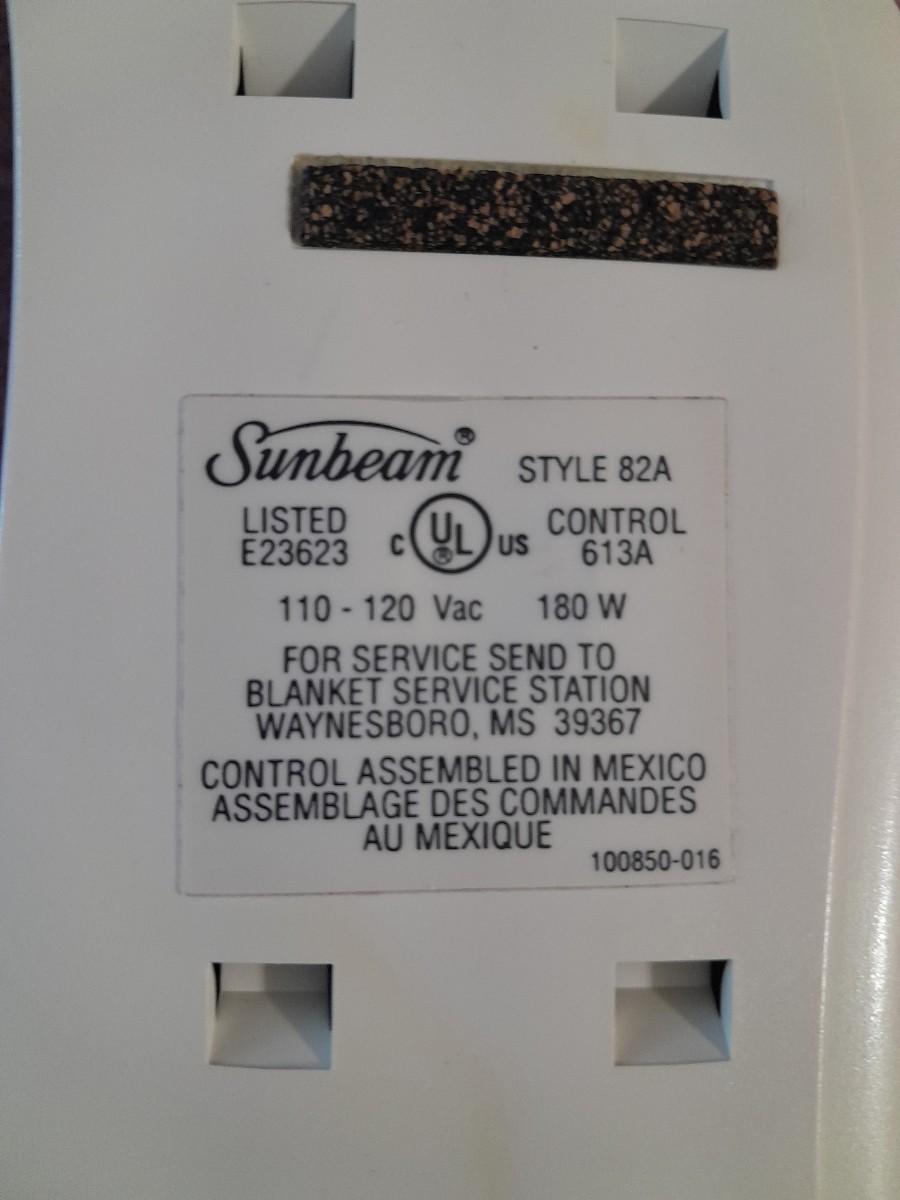 Sunbeam® STYLE 82A
LISTED E23623 C UL® US CONTROL 613A
110 - 120 Vac 180 W
FOR SERVICE SEND TO
BLANKET SERVICE STATION
WAYNESBORO, MS 39367
CONTROL ASSEMBLED IN MEXICO
ASSEMBLAGE DES COMMANDES
AU MEXIQUE
100850-016